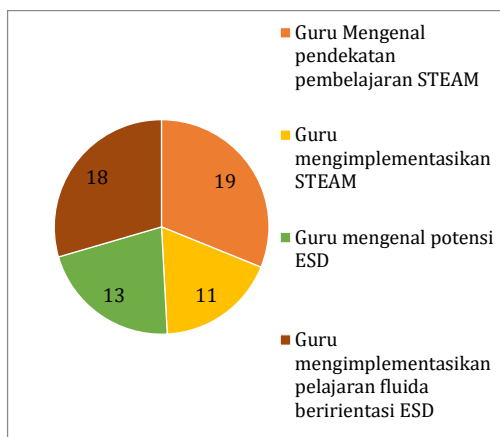 Guru Mengenal
pendekatan
pembelajaran STEAM
Guru
mengimplementasikan
STEAM
Guru mengenal potensi
ESD
Guru
mengimplementasikan
pelajaran fluida
beririentasi ESD
18
19
13
11